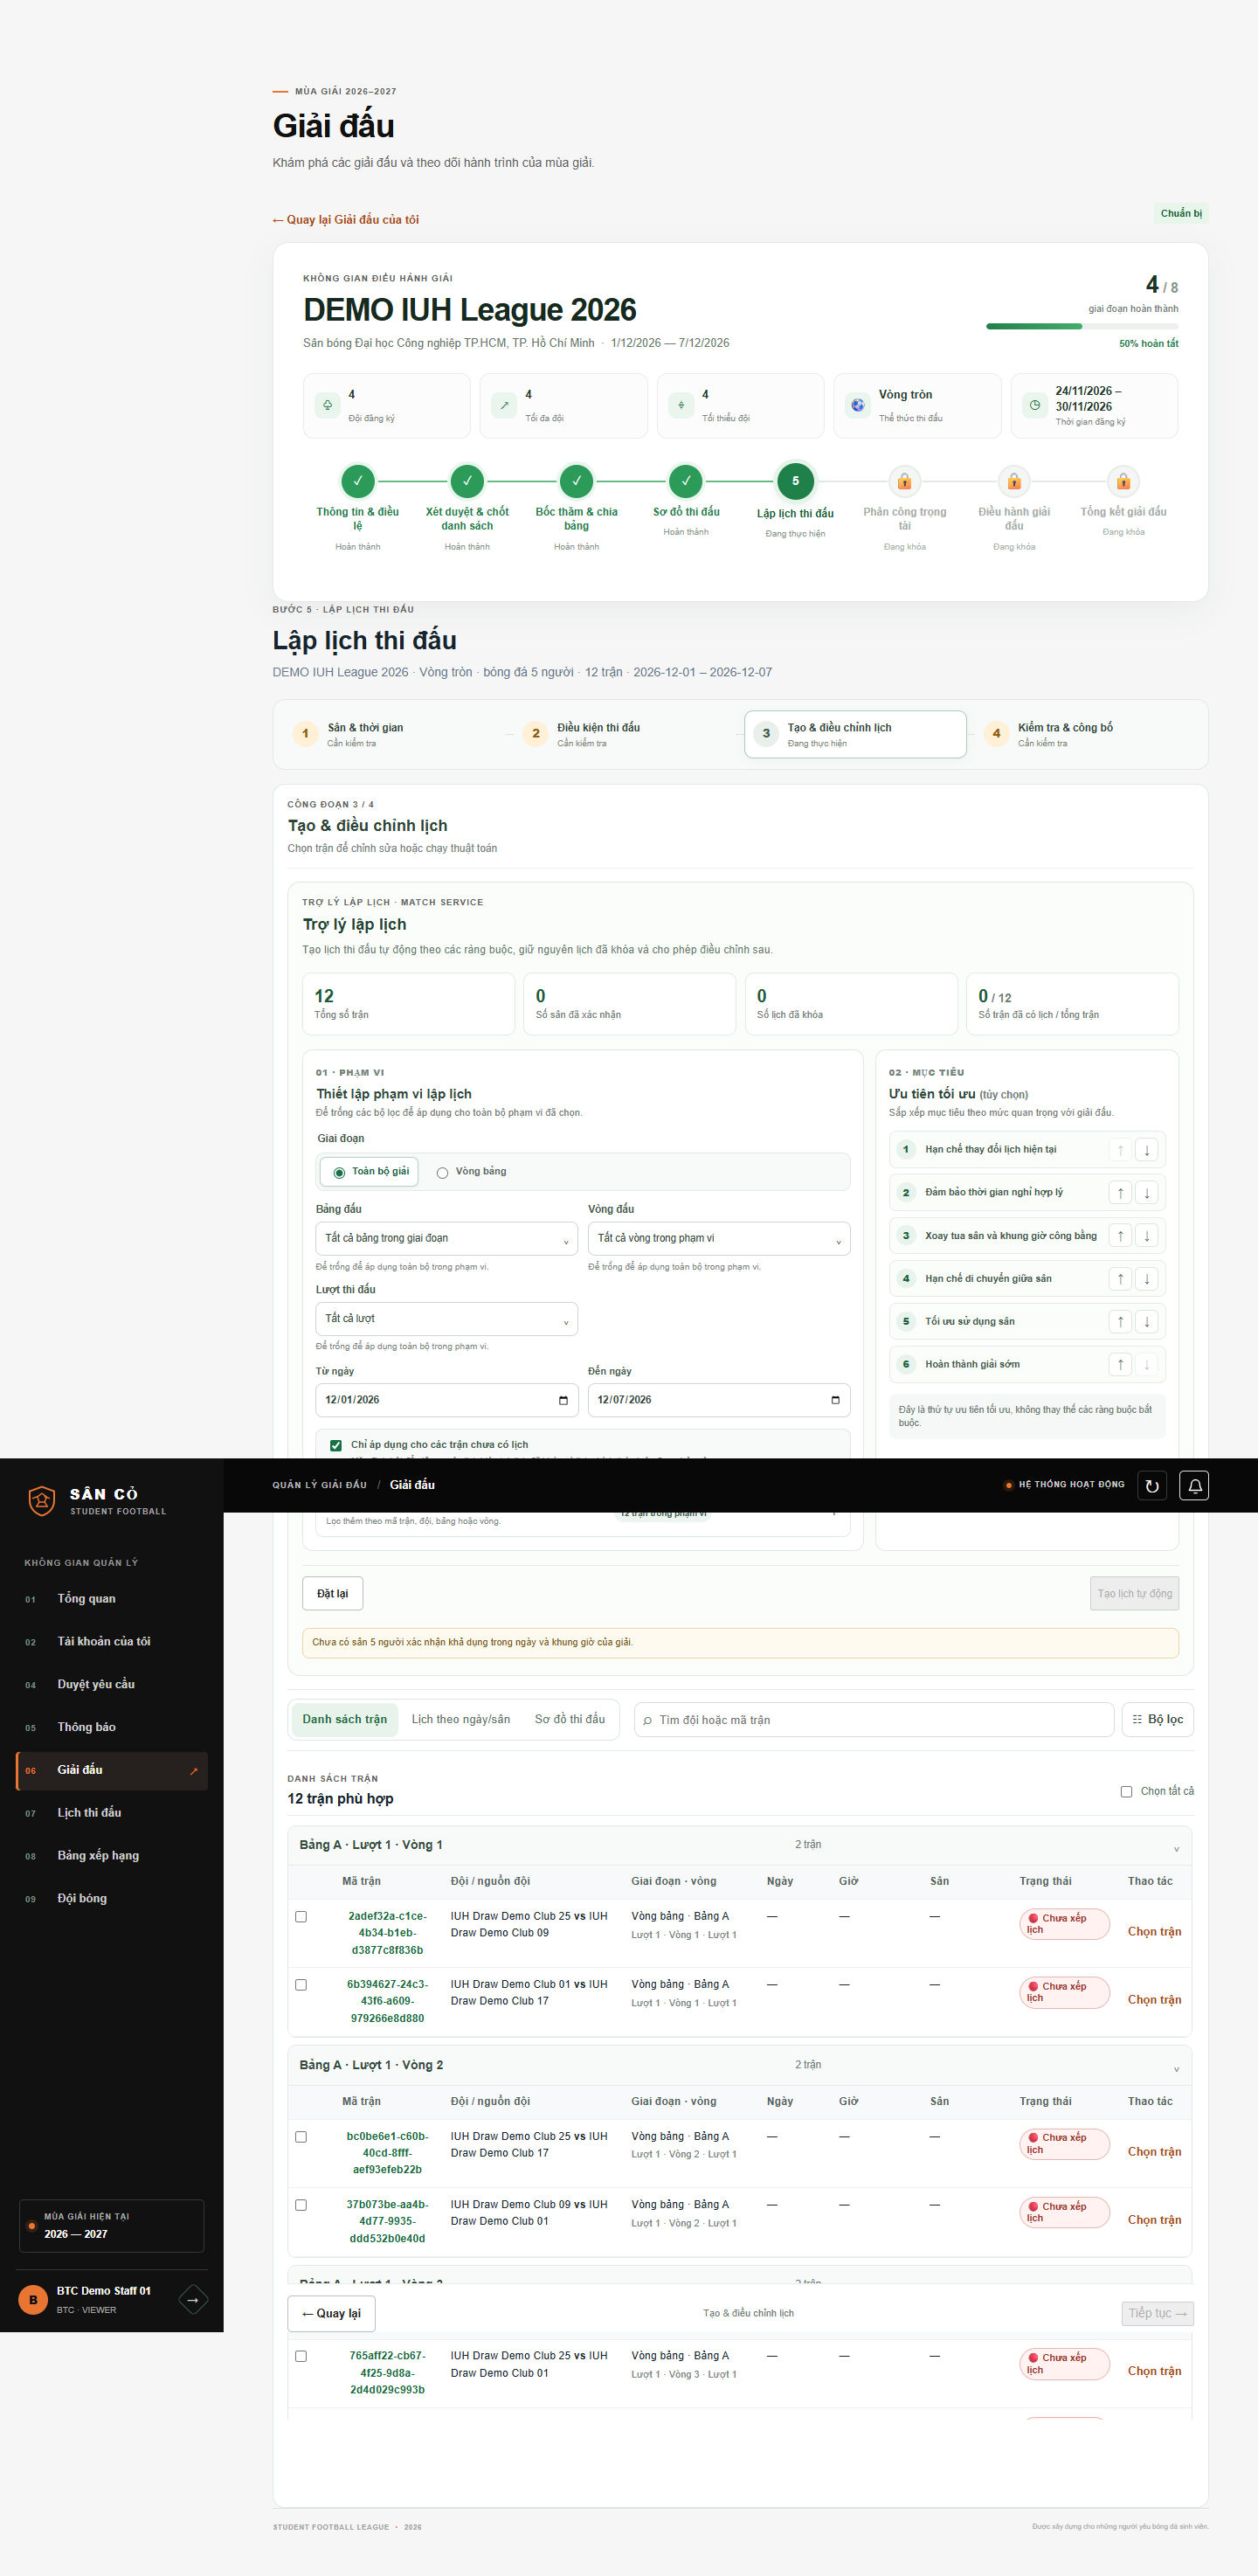 MÙA GIẢI 2026–2027
Giải đấu
Khám phá các giải đấu và theo dõi hành trình của mùa giải.
← Quay lại Giải đấu của tôi
Chuẩn bị
KHÔNG GIAN ĐIỀU HÀNH GIẢI
DEMO IUH League 2026
Sân bóng Đại học Công nghiệp TP.HCM, TP. Hồ Chí Minh · 1/12/2026 — 7/12/2026
4 / 8
giai đoạn hoàn thành
50% hoàn tất
4
Đội đăng ký
4
Tối đa đội
4
Tối thiểu đội
Vòng tròn
Thể thức thi đấu
24/11/2026 –
30/11/2026
Thời gian đăng ký
✓ ✓ ✓ ✓ 5
Thông tin & điều
lệ
Hoàn thành
Xét duyệt & chốt
danh sách
Hoàn thành
Bốc thăm & chia
bảng
Hoàn thành
Sơ đồ thi đấu
Hoàn thành
Lập lịch thi đấu
Đang thực hiện
Phân công trọng
tài
Đang khóa
Điều hành giải
đấu
Đang khóa
Tổng kết giải đấu
Đang khóa
BƯỚC 5 · LẬP LỊCH THI ĐẤU
Lập lịch thi đấu
DEMO IUH League 2026 · Vòng tròn · bóng đá 5 người · 12 trận · 2026-12-01 – 2026-12-07
1 Sân & thời gian
Cần kiểm tra
2 Điều kiện thi đấu
Cần kiểm tra
3 Tạo & điều chỉnh lịch
Đang thực hiện
4 Kiểm tra & công bố
Cần kiểm tra
CÔNG ĐOẠN 3 / 4
Tạo & điều chỉnh lịch
Chọn trận để chỉnh sửa hoặc chạy thuật toán
TRỢ LÝ LẬP LỊCH · MATCH SERVICE
Trợ lý lập lịch
Tạo lịch thi đấu tự động theo các ràng buộc, giữ nguyên lịch đã khóa và cho phép điều chỉnh sau.
12
Tổng số trận
0
Số sân đã xác nhận
0
Số lịch đã khóa
0 / 12
Số trận đã có lịch / tổng trận
01 · PHẠM VI
Thiết lập phạm vi lập lịch
Để trống các bộ lọc để áp dụng cho toàn bộ phạm vi đã chọn.
Giai đoạn
Toàn bộ giải
Vòng bảng
Bảng đấu
Tất cả bảng trong giai đoạn
Để trống để áp dụng toàn bộ trong phạm vi.
Vòng đấu
Tất cả vòng trong phạm vi
Để trống để áp dụng toàn bộ trong phạm vi.
Lượt thi đấu
Tất cả lượt
Để trống để áp dụng toàn bộ trong phạm vi.
Từ ngày
12/01/2026
Đến ngày
12/07/2026
Chỉ áp dụng cho các trận chưa có lịch
02 · MỤC TIÊU
Ưu tiên tối ưu (tùy chọn)
Sắp xếp mục tiêu theo mức quan trọng với giải đấu.
1 Hạn chế thay đổi lịch hiện tại ↑ ↓
2 Đảm bảo thời gian nghỉ hợp lý ↑ ↓
3 Xoay tua sân và khung giờ công bằng ↑ ↓
4 Hạn chế di chuyển giữa sân ↑ ↓
5 Tối ưu sử dụng sân ↑ ↓
6 Hoàn thành giải sớm ↑ ↓
Đây là thứ tự ưu tiên tối ưu, không thay thế các ràng buộc bắt
buộc.
SÂN CỎ
STUDENT FOOTBALL
QUẢN LÝ GIẢI ĐẤU / Giải đấu
HỆ THỐNG HOẠT ĐỘNG
KHÔNG GIAN QUẢN LÝ
01 Tổng quan
02 Tài khoản của tôi
04 Duyệt yêu cầu
05 Thông báo
06 Giải đấu ↗
07 Lịch thi đấu
08 Bảng xếp hạng
09 Đội bóng
MÙA GIẢI HIỆN TẠI
2026 — 2027
B
BTC Demo Staff 01
BTC · VIEWER
→
Lọc thêm theo mã trận, đội, bảng hoặc vòng.
12 trận trong phạm vi
Đặt lại
Tạo lịch tự động
Chưa có sân 5 người xác nhận khả dụng trong ngày và khung giờ của giải.
Danh sách trận
Lịch theo ngày/sân
Sơ đồ thi đấu
Tìm đội hoặc mã trận
Bộ lọc
DANH SÁCH TRẬN
12 trận phù hợp
Chọn tất cả
Bảng A · Lượt 1 · Vòng 1
2 trận
Mã trận Đội / nguồn đội Giai đoạn · vòng Ngày Giờ Sân Trạng thái Thao tác
2adef32a-c1ce-
4b34-b1eb-
d3877c8f836b
IUH Draw Demo Club 25 vs IUH
Draw Demo Club 09
Vòng bảng · Bảng A
Lượt 1 · Vòng 1 · Lượt 1
— — —
Chưa xếp
lịch
Chọn trận
6b394627-24c3-
43f6-a609-
979266e8d880
IUH Draw Demo Club 01 vs IUH
Draw Demo Club 17
Vòng bảng · Bảng A
Lượt 1 · Vòng 1 · Lượt 1
— — —
Chưa xếp
lịch
Chọn trận
Bảng A · Lượt 1 · Vòng 2
2 trận
Mã trận Đội / nguồn đội Giai đoạn · vòng Ngày Giờ Sân Trạng thái Thao tác
bc0be6e1-c60b-
40cd-8fff-
aef93efeb22b
IUH Draw Demo Club 25 vs IUH
Draw Demo Club 17
Vòng bảng · Bảng A
Lượt 1 · Vòng 2 · Lượt 1
— — —
Chưa xếp
lịch
Chọn trận
37b073be-aa4b-
4d77-9935-
ddd532b0e40d
IUH Draw Demo Club 09 vs IUH
Draw Demo Club 01
Vòng bảng · Bảng A
Lượt 1 · Vòng 2 · Lượt 1
— — —
Chưa xếp
lịch
Chọn trận
Bảng A · Lượt 1 · Vòng 3
2 trận
← Quay lại
Tạo & điều chỉnh lịch
Tiếp tục →
765aff22-cb67-
4f25-9d8a-
2d4d029c993b
IUH Draw Demo Club 25 vs IUH
Draw Demo Club 01
Vòng bảng · Bảng A
Lượt 1 · Vòng 3 · Lượt 1
— — —
Chưa xếp
lịch
Chọn trận
STUDENT FOOTBALL LEAGUE • 2026
Được xây dựng cho những người yêu bóng đá sinh viên.